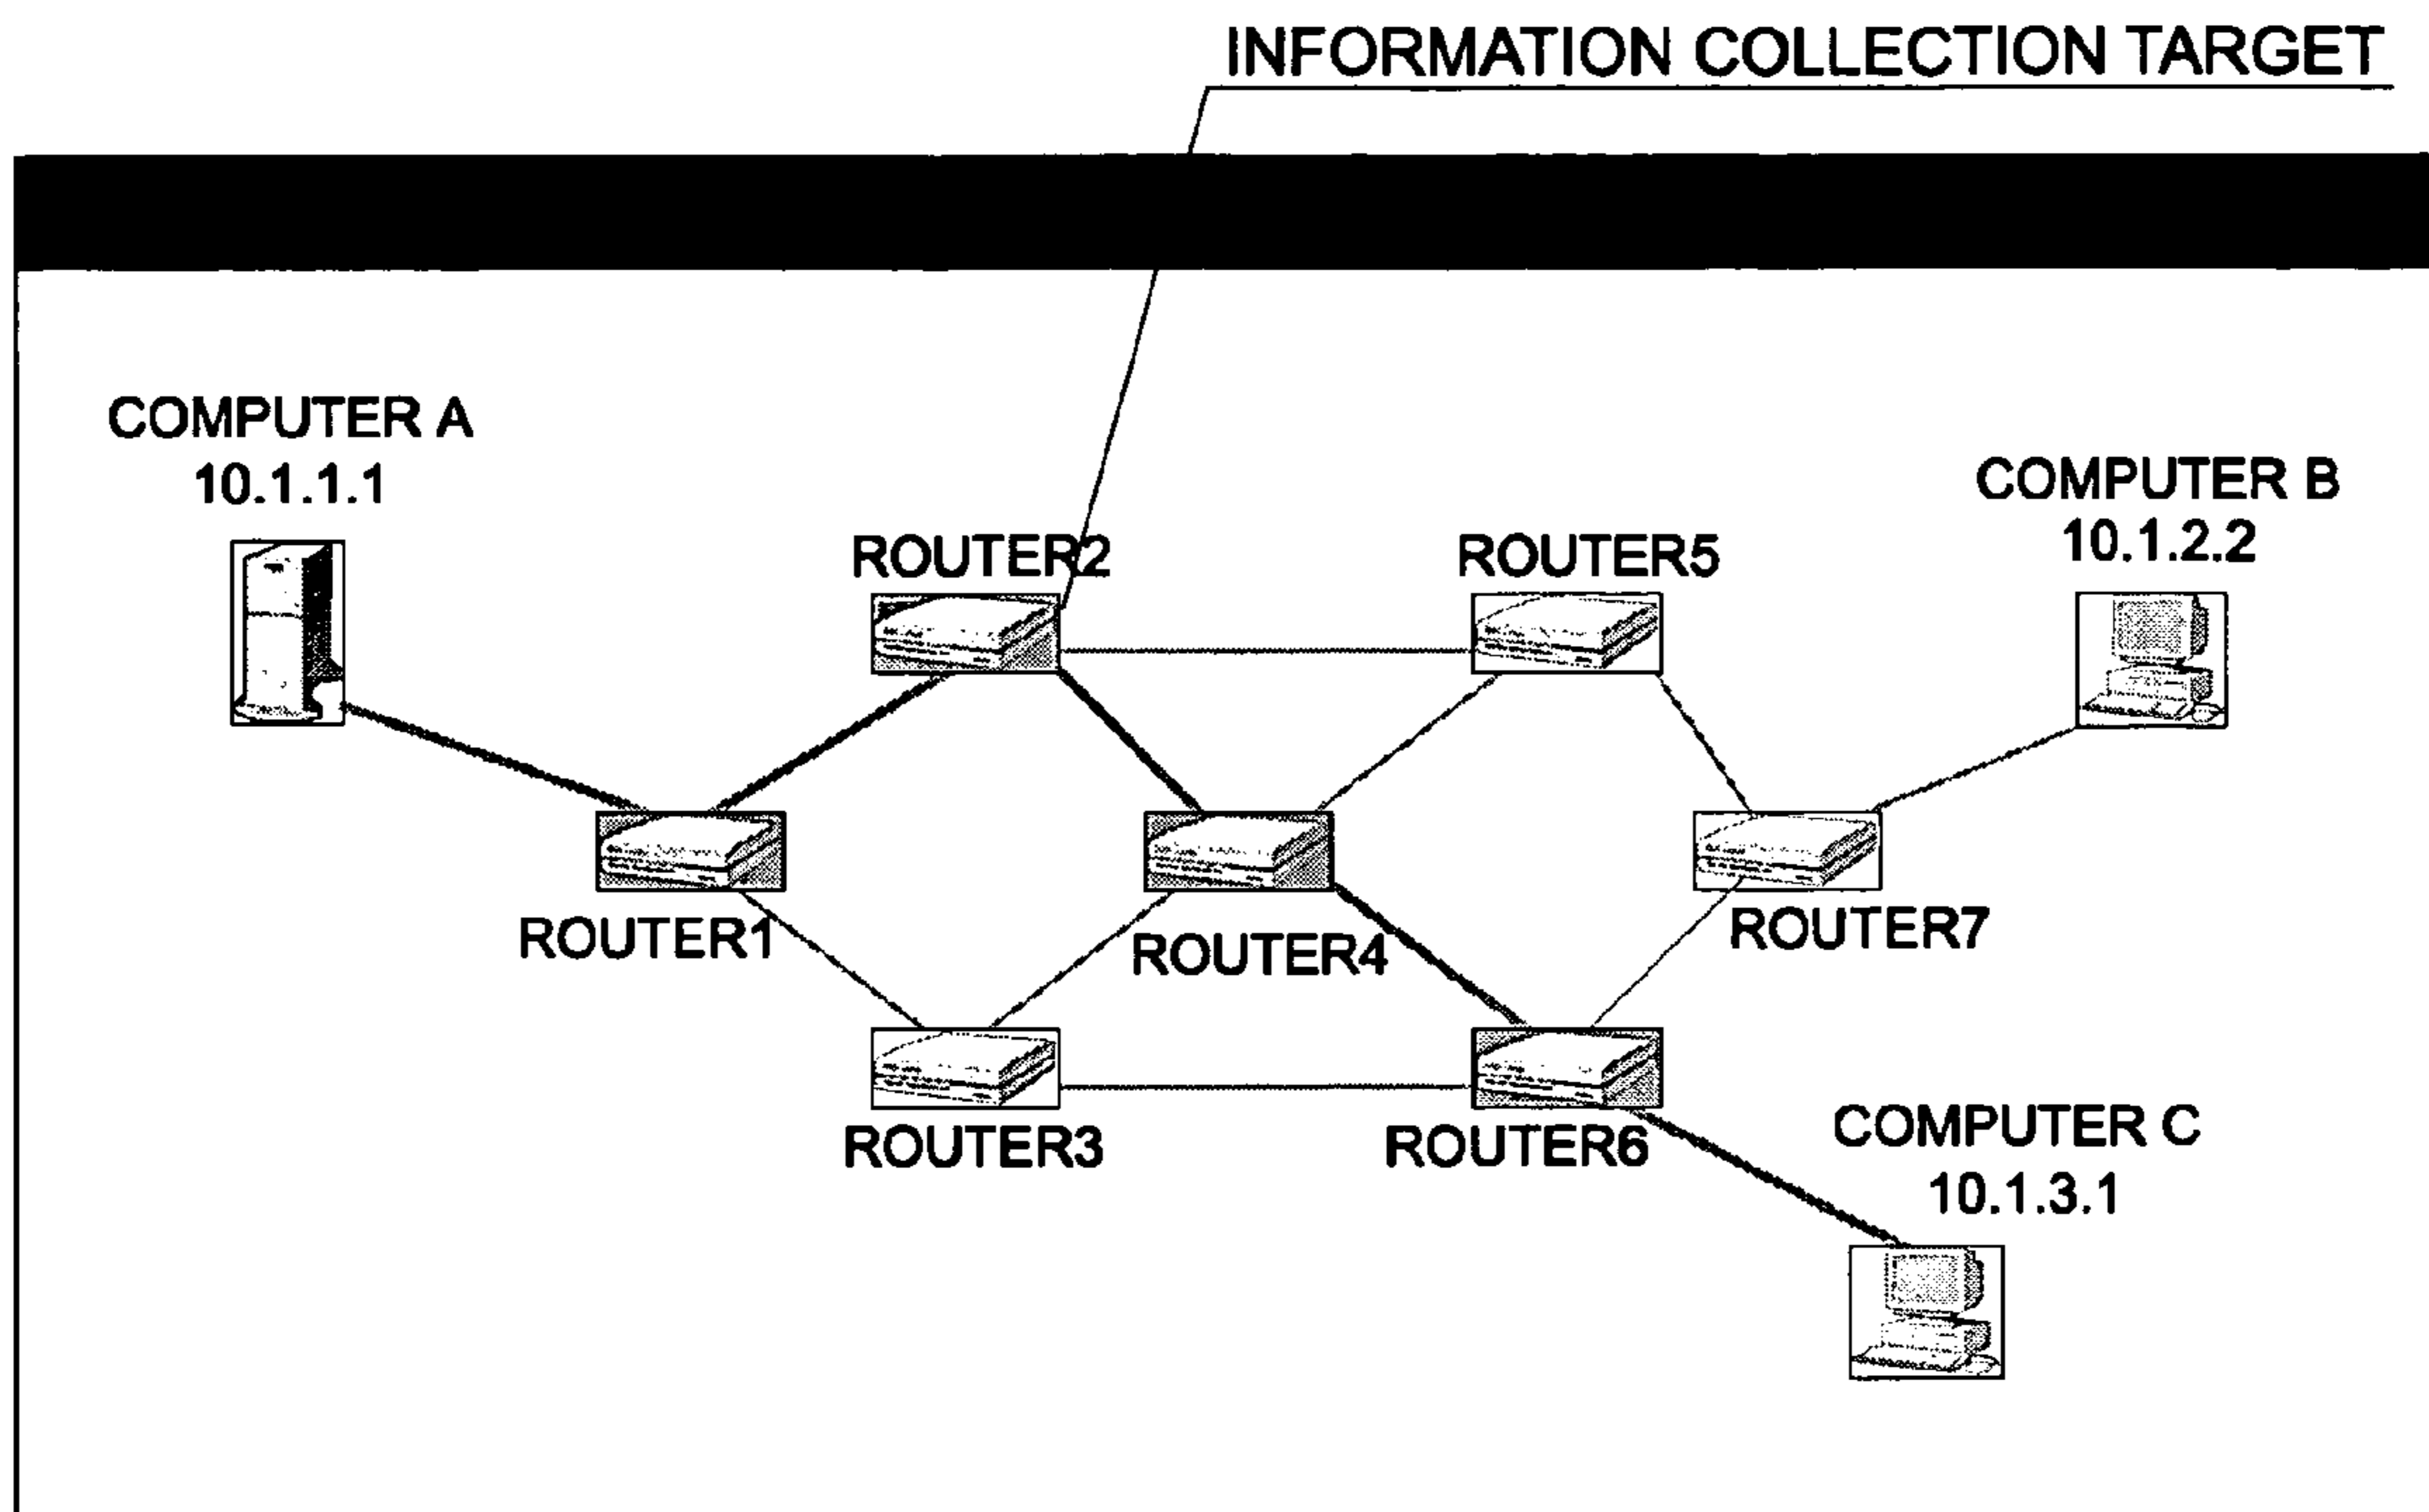 INFORMATION COLLECTION TARGET
COMPUTER A
10.1.1.1
COMPUTER B
10.1.2.2
ROUTER2
ROUTER5
ROUTER1
ROUTER4
ROUTER7
ROUTER3
ROUTER6
COMPUTER C
10.1.3.1